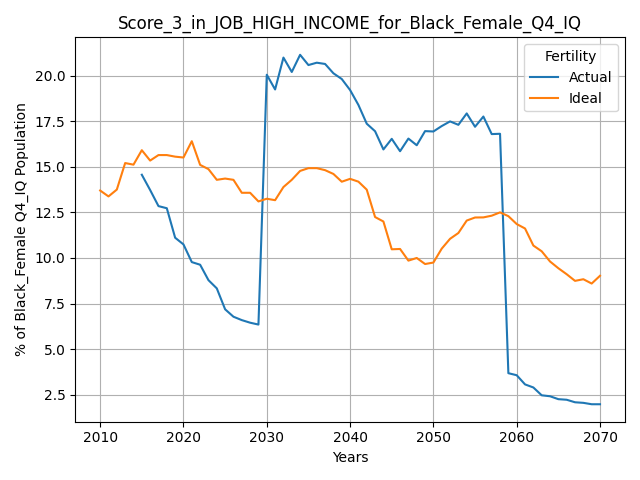 Score_3_in_JOB_HIGH_INCOME_for_Black_Female_Q4_IQ
Fertility
Actual
Ideal
% of Black_Female Q4_IQ Population
20.0
17.5
15.0
12.5
10.0
7.5
5.0
2.5
2010 2020 2030 2040 2050 2060 2070
Years